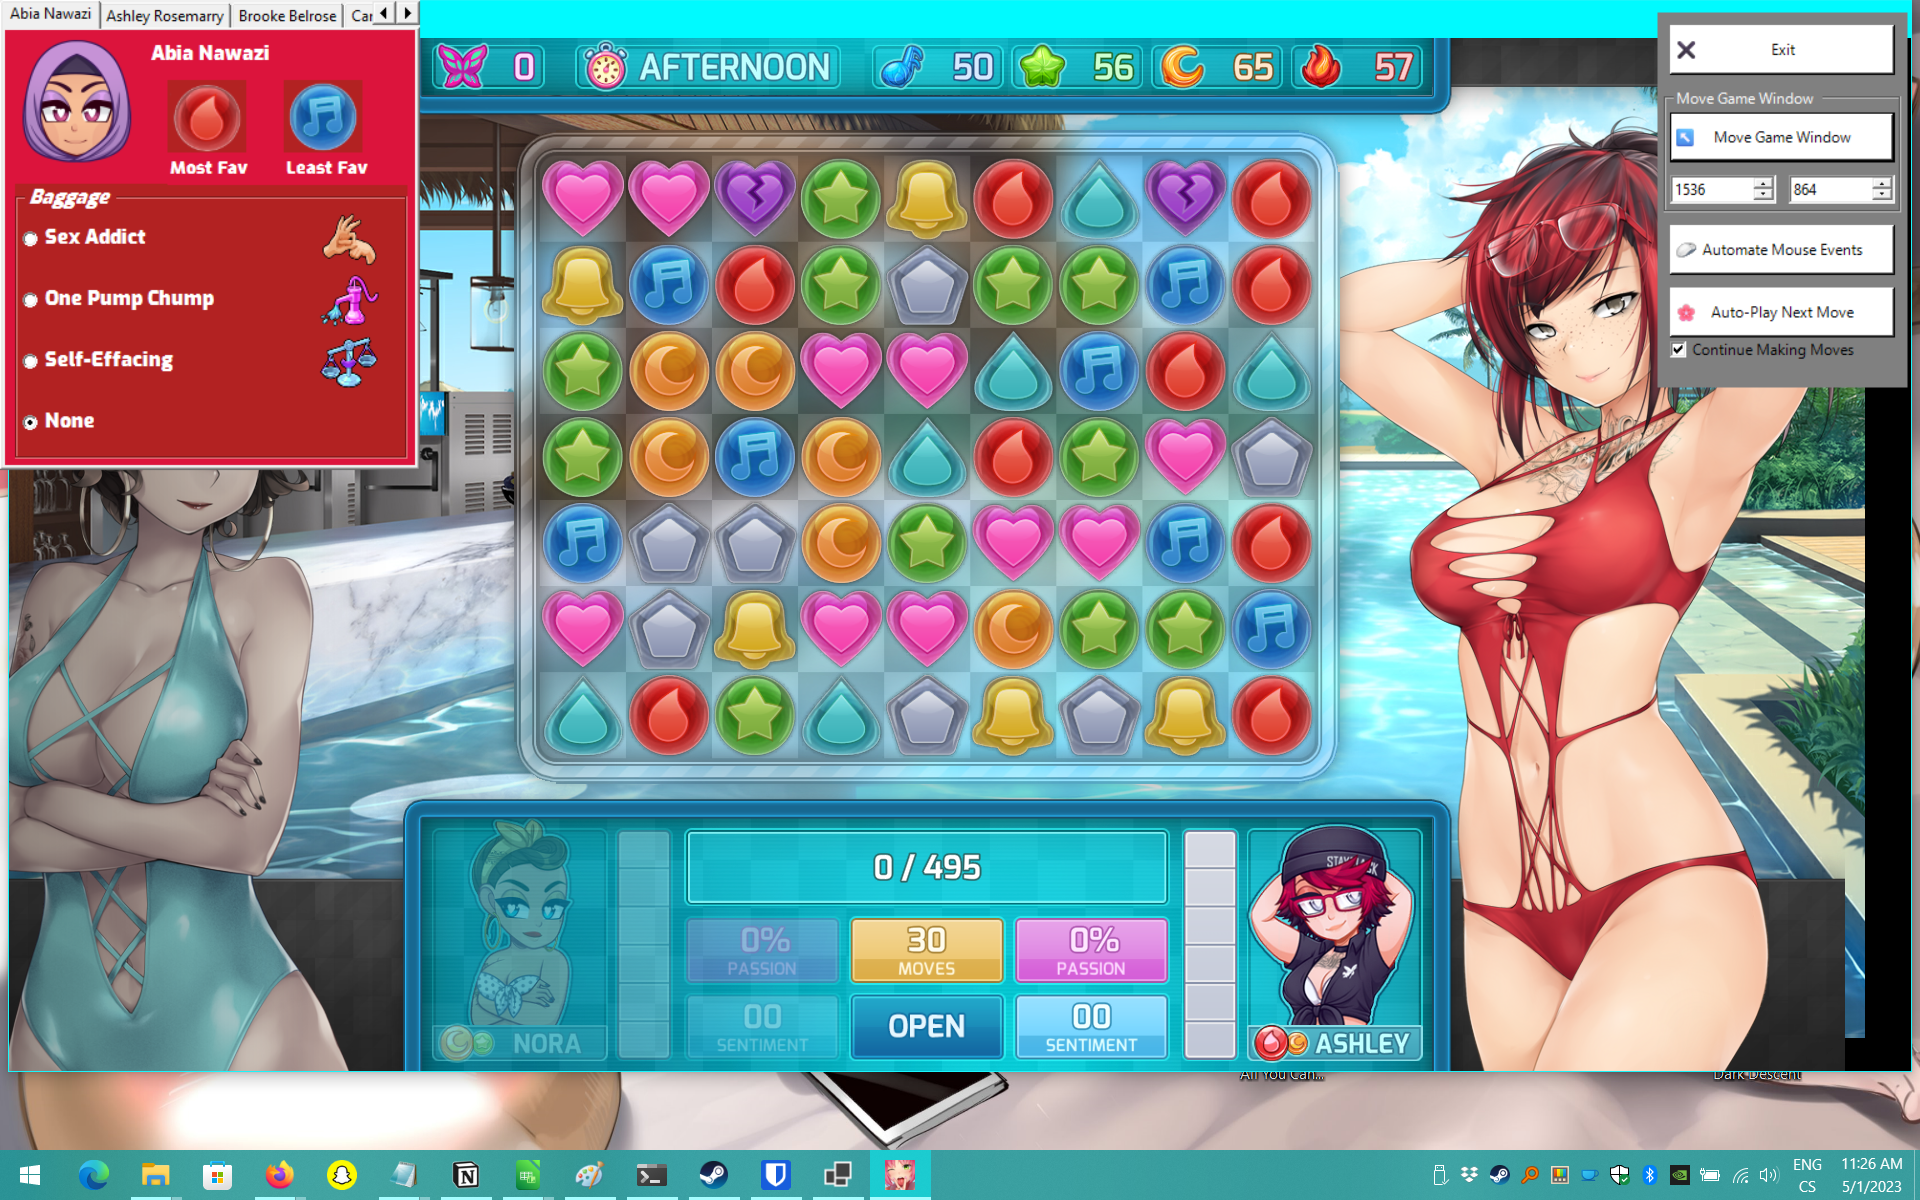 Abia Nawazi
Ashley Rosemarry
Brooke Belrose
Abia Nawazi
Most Fav
Least Fav
Baggage
Sex Addict
One Pump Chump
Self-Effacing
None
0
AFTERNOON
50
56
65
57
Exit
Move Game Window
Move Game Window
1536
864
Automate Mouse Events
Auto-Play Next Move
Continue Making Moves
0 / 495
0%
PASSION
30
MOVES
0%
PASSION
00
SENTIMENT
OPEN
00
SENTIMENT
NORA
ASHLEY
All You Can...
Dark Descent
ENG
CS
11:26 AM
5/1/2023